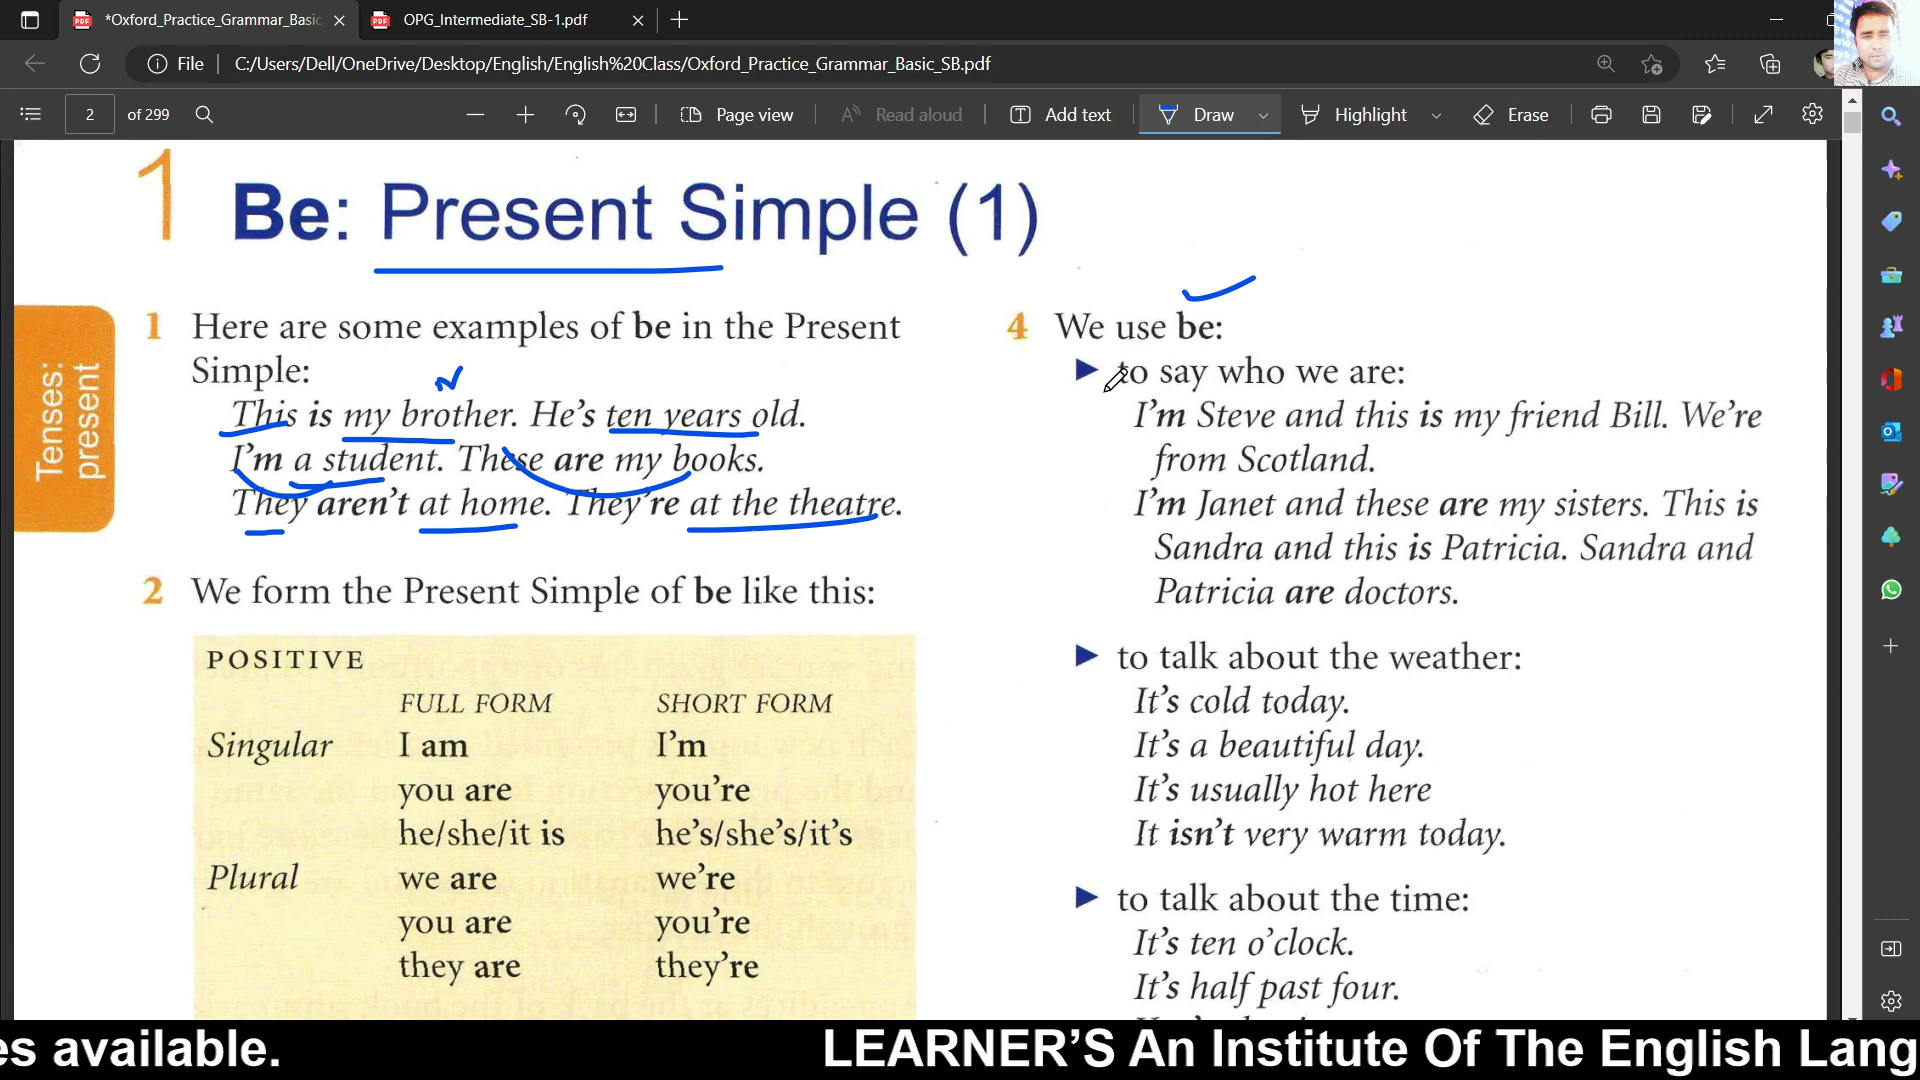 *Oxford_Practice_Grammar_Basic
OPG_Intermediate_SB-1.pdf
File
C:/Users/Dell/OneDrive/Desktop/English/English%20Class/Oxford_Practice_Grammar_Basic_SB.pdf
2 of 299
Page view
Read aloud
Add text
Draw
Highlight
Erase
1 Be: Present Simple (1)
Tenses:
present
1 Here are some examples of be in the Present
Simple:
This is my brother. He's ten years old.
I'm a student. These are my books.
They aren't at home. They're at the theatre.
2 We form the Present Simple of be like this:
POSITIVE
FULL FORM SHORT FORM
Singular I am I'm
you are you're
he/she/it is he's/she's/it's
Plural we are we're
you are you're
they are they're
4 We use be:
► to say who we are:
I'm Steve and this is my friend Bill. We're
from Scotland.
I'm Janet and these are my sisters. This is
Sandra and this is Patricia. Sandra and
Patricia are doctors.
► to talk about the weather:
It's cold today.
It's a beautiful day.
It's usually hot here
It isn't very warm today.
► to talk about the time:
It's ten o'clock.
It's half past four.
es available.
LEARNER'S An Institute Of The English Lang